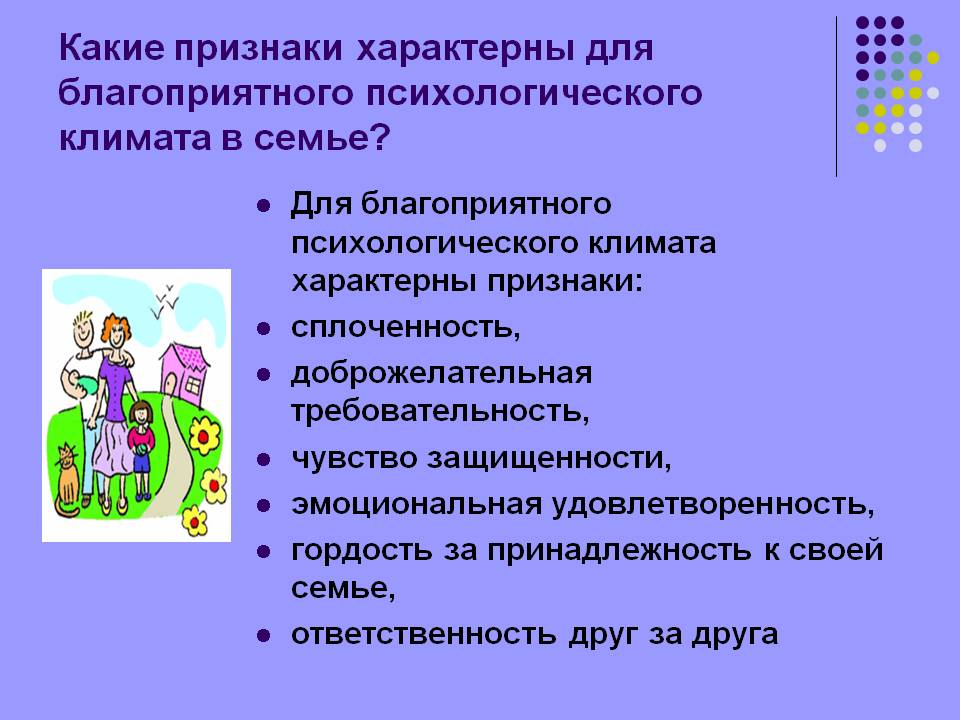 Какие признаки характерны для
благоприятного психологического
климата в семье?
Для благоприятного
психологического климата
характерны признаки:
сплоченность,
доброжелательная
требовательность,
чувство защищенности,
эмоциональная удовлетворенность,
гордость за принадлежность к своей
семье,
ответственность друг за друга